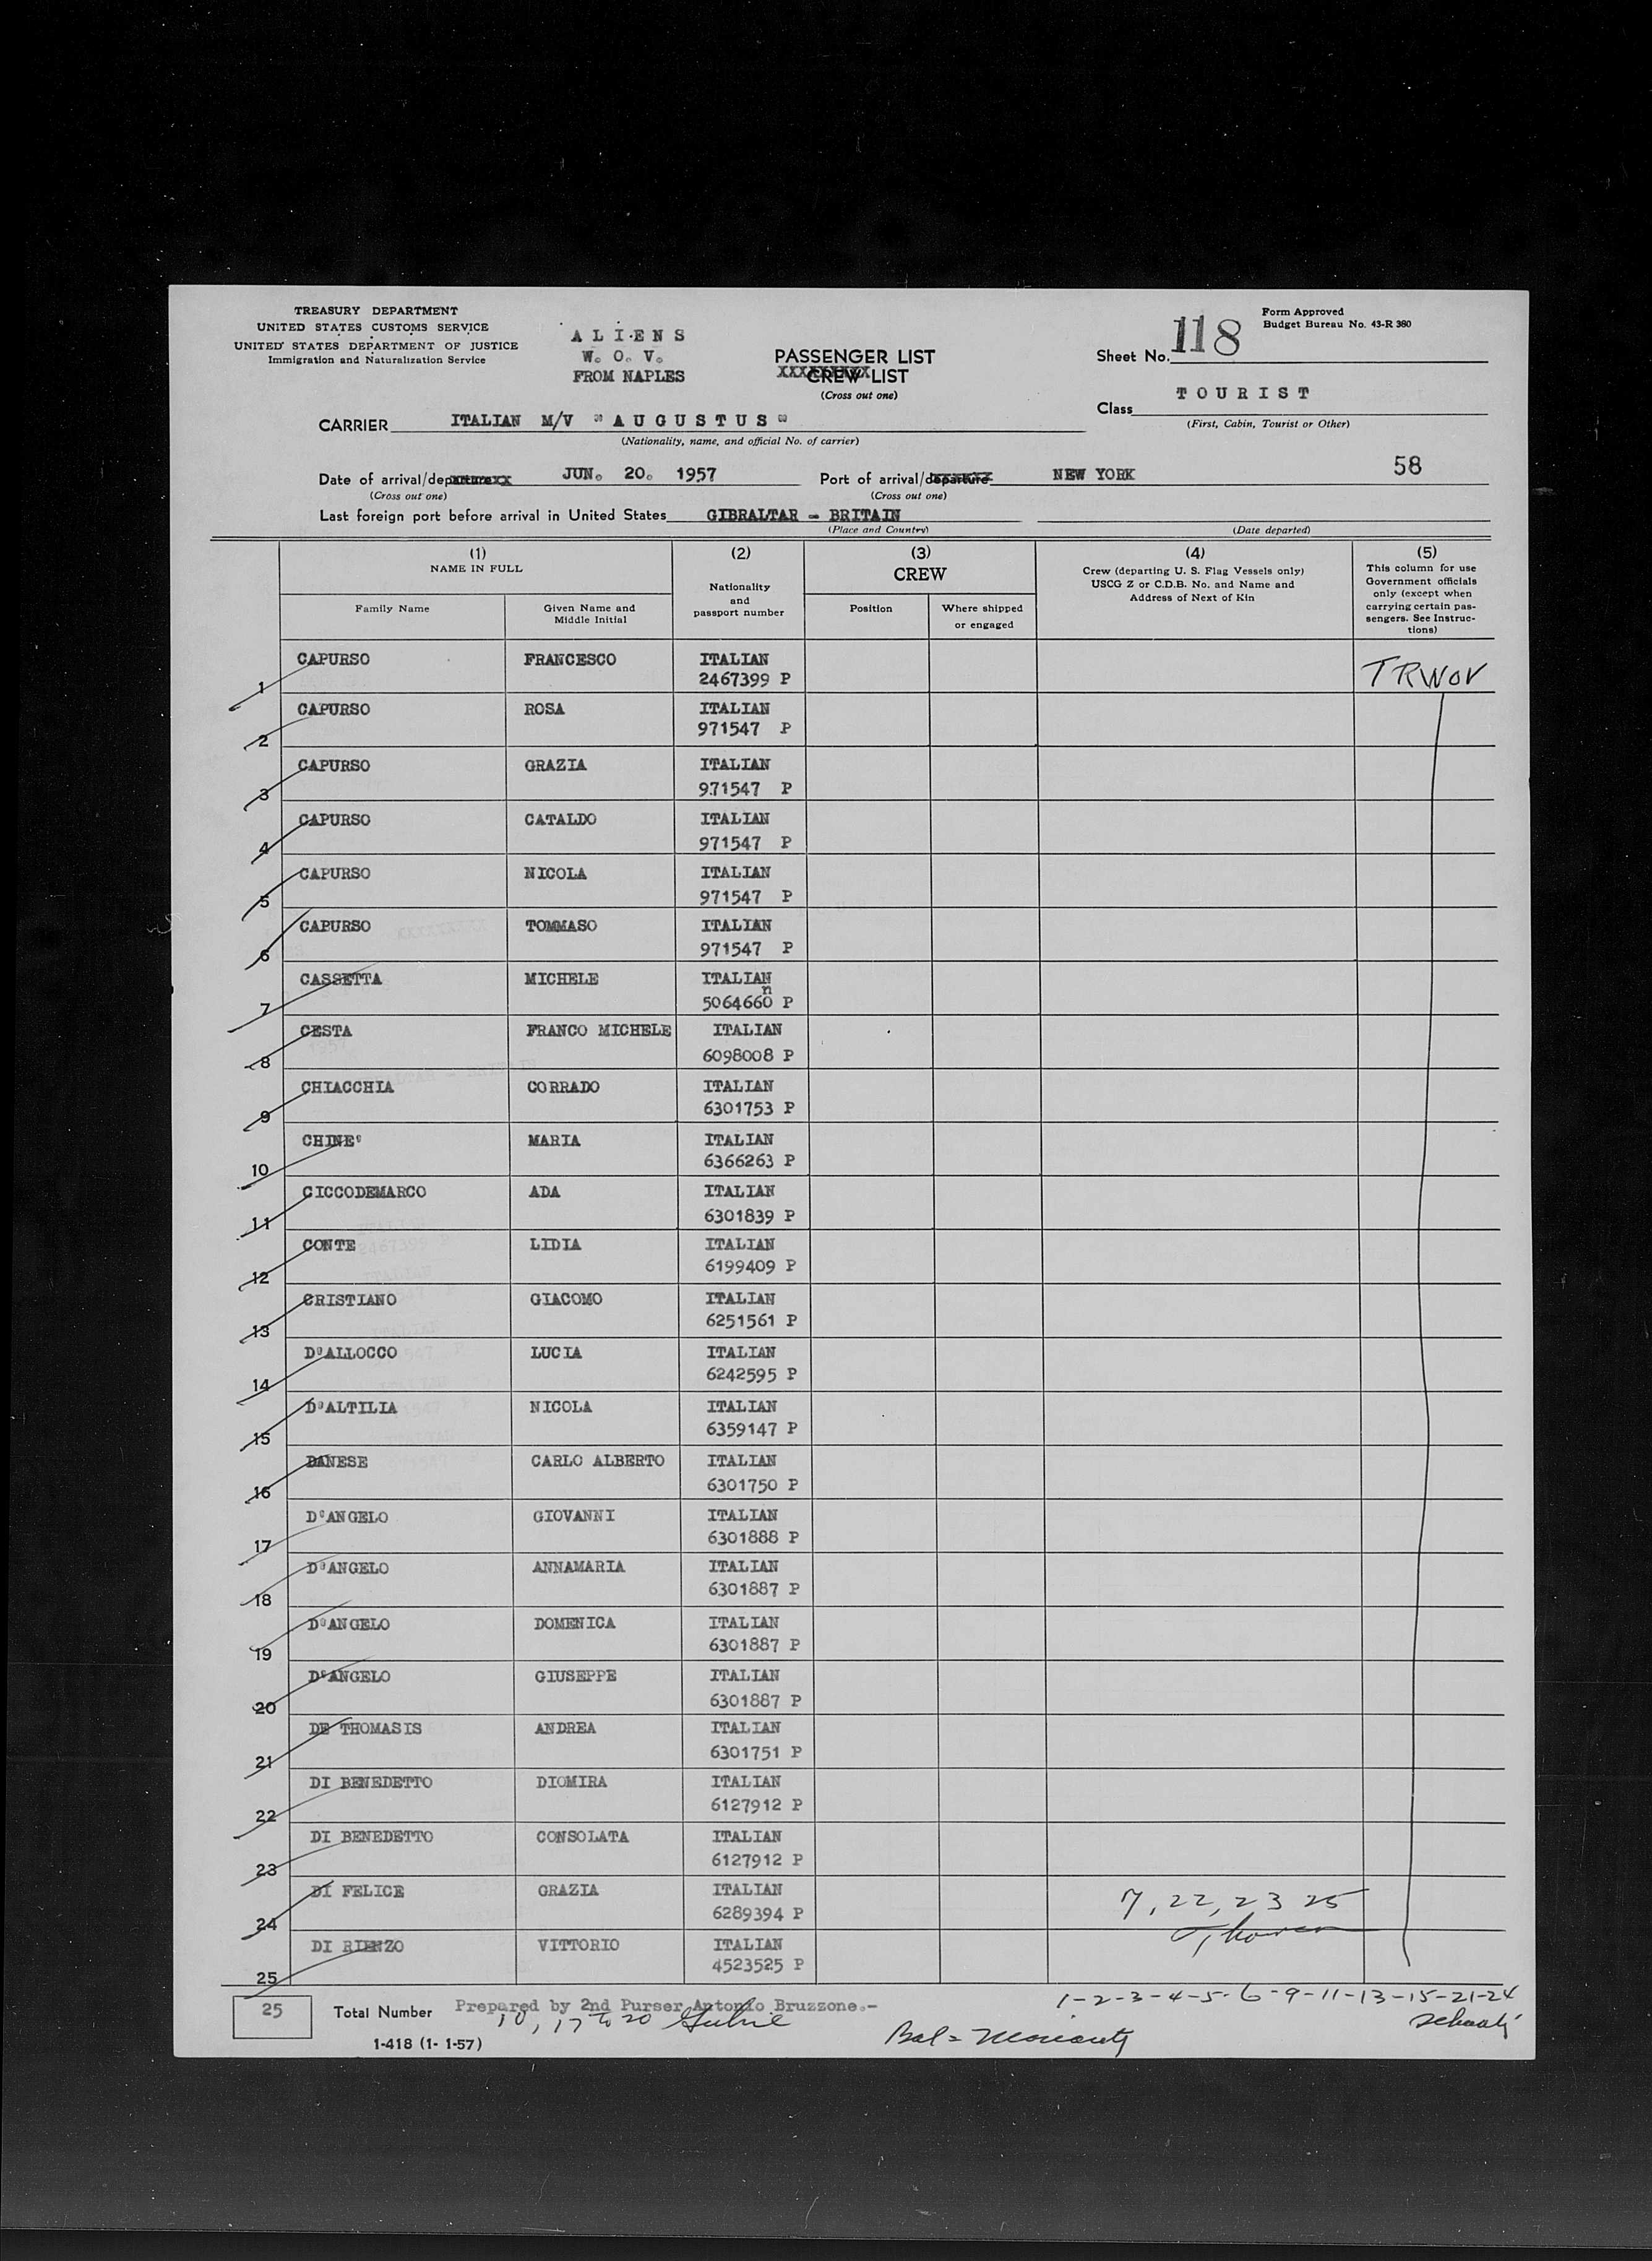 TREASURY DEPARTMENT
UNITED STATES CUSTOMS SERVICE
UNITED STATES DEPARTMENT OF JUSTICE
Immigration and Naturalization Service
A L I E N S
W. O. V.
FROM NAPLES
PASSENGER LIST
CREW LIST
(Cross out one)
Form Approved
Budget Bureau No. 43-R 380
Sheet No. 118
Class T O U R I S T
(First, Cabin, Tourist or Other)
CARRIER ITALIAN M/V "A U G U S T U S"
(Nationality, name, and official No. of carrier)
Date of arrival/departure JUN. 20. 1957 Port of arrival/departure NEW YORK 58
(Cross out one) (Cross out one)
Last foreign port before arrival in United States GIBRALTAR - BRITAIN
(Place and Country) (Date departed)
(1) NAME IN FULL
Family Name
Given Name and Middle Initial
(2) Nationality and passport number
(3) CREW
Position
Where shipped or engaged
(4) Crew (departing U. S. Flag Vessels only) USCG Z or C.D.B. No. and Name and Address of Next of Kin
(5) This column for use Government officials only (except when carrying certain passengers. See Instructions)
1 CAPURSO FRANCESCO ITALIAN 2467399 P TRWOV
2 CAPURSO ROSA ITALIAN 971547 P
3 CAPURSO GRAZIA ITALIAN 971547 P
4 CAPURSO CATALDO ITALIAN 971547 P
5 CAPURSO NICOLA ITALIAN 971547 P
6 CAPURSO TOMMASO ITALIAN 971547 P
7 CASSETTA MICHELE ITALIAN 5064660 P
8 CESTA FRANCO MICHELE ITALIAN 6098008 P
9 CHIACCHIA CORRADO ITALIAN 6301753 P
10 CHINE' MARIA ITALIAN 6366263 P
11 CICCODEMARCO ADA ITALIAN 6301839 P
12 CONTE LIDIA ITALIAN 6199409 P
13 CRISTIANO GIACOMO ITALIAN 6251561 P
14 D'ALLOCCO LUCIA ITALIAN 6242595 P
15 D'ALTILIA NICOLA ITALIAN 6359147 P
16 DANESE CARLO ALBERTO ITALIAN 6301750 P
17 D'ANGELO GIOVANNI ITALIAN 6301888 P
18 D'ANGELO ANNAMARIA ITALIAN 6301887 P
19 D'ANGELO DOMENICA ITALIAN 6301887 P
20 D'ANGELO GIUSEPPE ITALIAN 6301887 P
21 DE THOMASIS ANDREA ITALIAN 6301751 P
22 DI BENEDETTO DIOMIRA ITALIAN 6127912 P
23 DI BENEDETTO CONSOLATA ITALIAN 6127912 P
24 DI FELICE GRAZIA ITALIAN 6289394 P 7, 22, 23 25
25 DI RIENZO VITTORIO ITALIAN 4523525 P
25 Total Number Prepared by 2nd Purser Antonio Bruzzone.-
1-2-3-4-5-6-9-11-13-15-21-24
10, 17 to 20
Bal =
1-418 (1- 1-57)